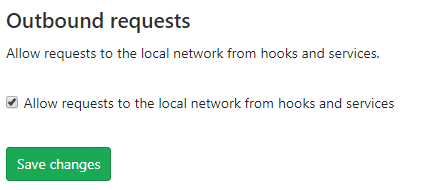 Outbound requests
Allow requests to the local network from hooks and services.
Allow requests to the local network from hooks and services
Save changes